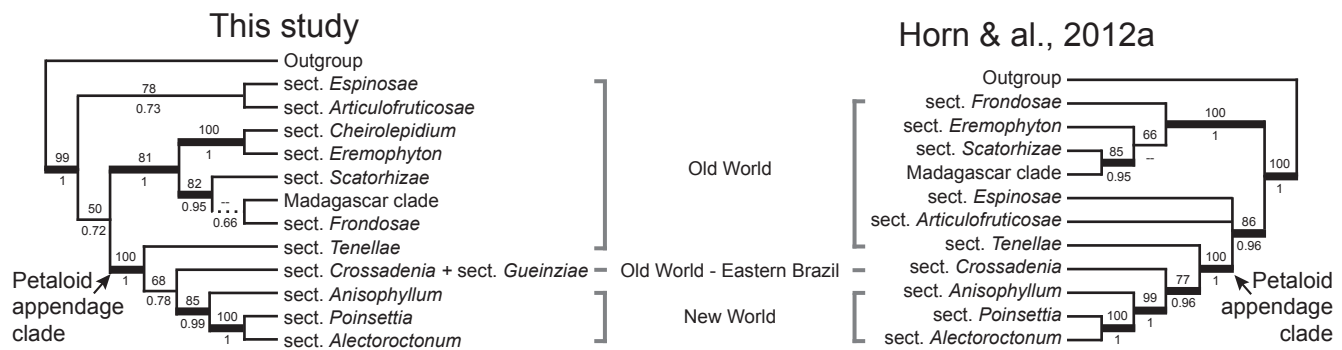 This study
Outgroup
78
sect. Espinosae
0.73
sect. Articulofruticosae
100
sect. Cheirolepidium
1
sect. Eremophyton
99
1
81
1
82
sect. Scatorhizae
0.95
--
Madagascar clade
0.66
sect. Frondosae
50
0.72
100
sect. Tenellae
1
68
sect. Crossadenia + sect. Gueinziae
0.78
85
sect. Anisophyllum
0.99
100
sect. Poinsettia
1
sect. Alectoroctonum
Petaloid
appendage
clade
Old World
Old World - Eastern Brazil
New World
Horn & al., 2012a
Outgroup
sect. Frondosae
100
1
sect. Eremophyton
66
--
sect. Scatorhizae
85
Madagascar clade
0.95
100
1
sect. Espinosae
86
0.96
sect. Articulofruticosae
sect. Tenellae
100
1
sect. Crossadenia
77
0.96
sect. Anisophyllum
99
1
sect. Poinsettia
100
sect. Alectoroctonum
1
Petaloid
appendage
clade